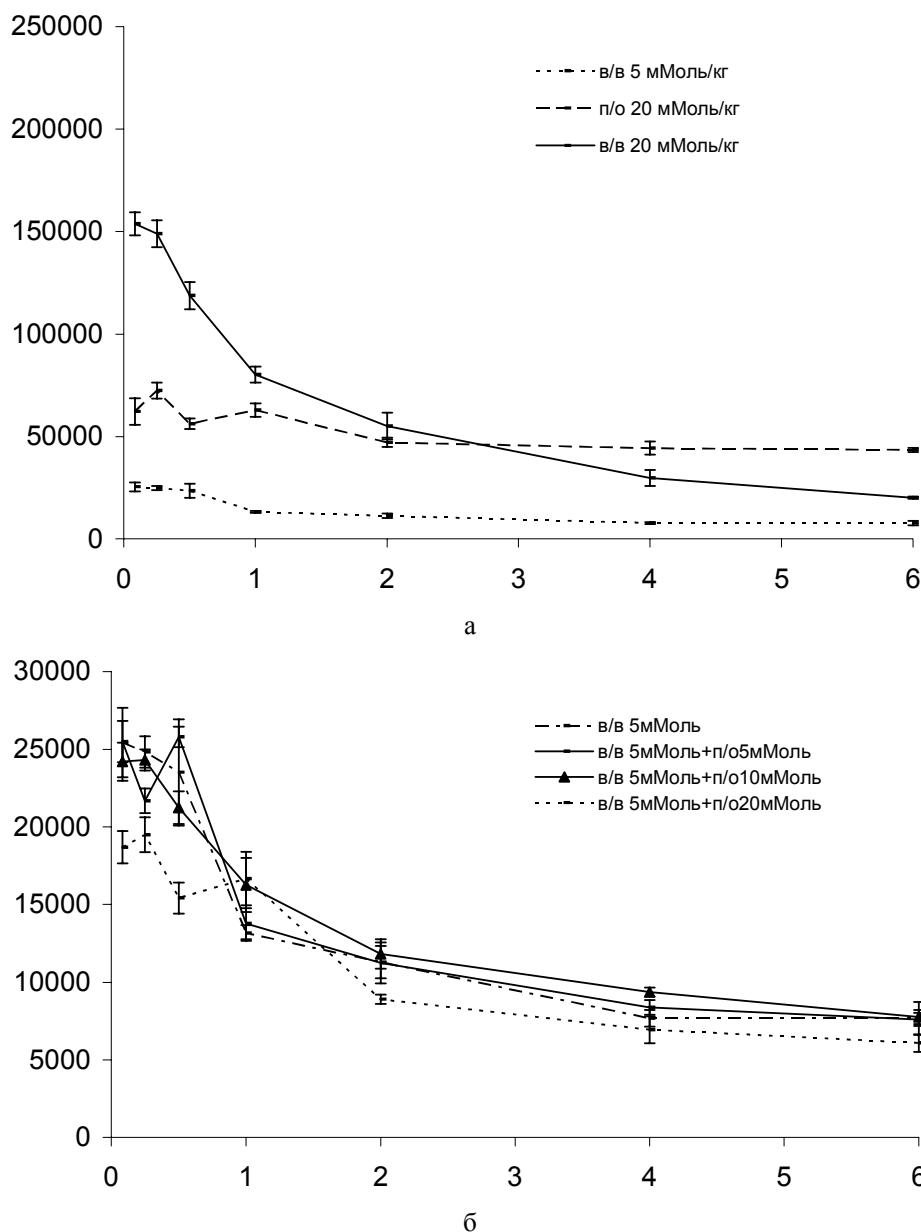 250000
200000
150000
100000
50000
0
в/в 5 мМоль/кг
п/о 20 мМоль/кг
в/в 20 мМоль/кг
0 1 2 3 4 5 6
а
30000
25000
20000
15000
10000
5000
0
в/в 5мМоль
в/в 5мМоль+п/о5мМоль
в/в 5мМоль+п/о10мМоль
в/в 5мМоль+п/о20мМоль
0 1 2 3 4 5 6
б